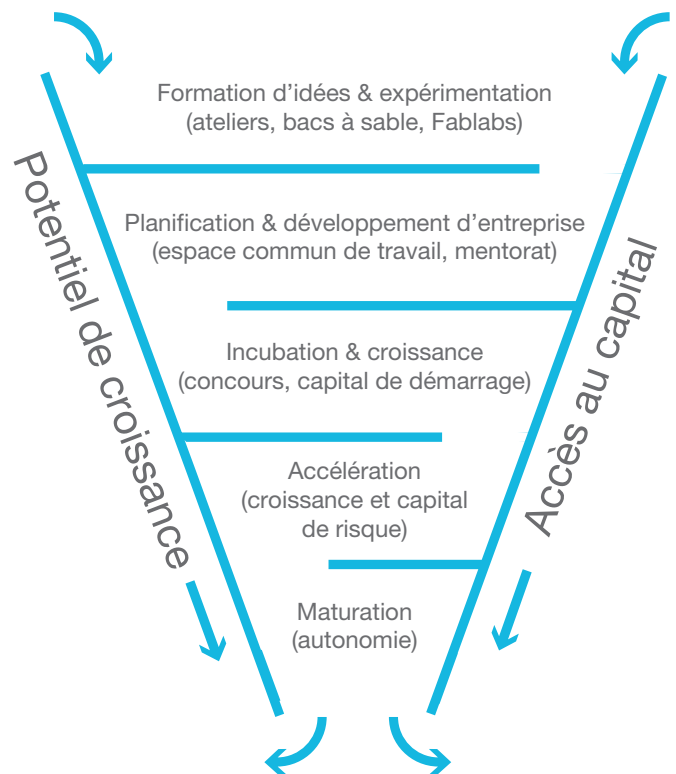 Formation d’idées & expérimentation
(ateliers, bacs à sable, Fablabs)
Potentiel de croissance
Planification & développement d’entreprise
(espace commun de travail, mentorat)
Accès au capital
Incubation & croissance
(concours, capital de démarrage)
Accélération
(croissance et capital
de risque)
Maturation
(autonomie)